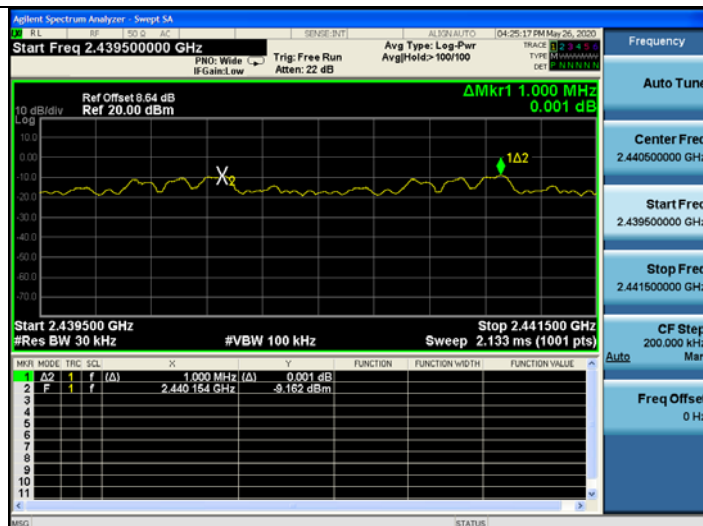 Agilent Spectrum Analyzer - Swept SA
RL RF 50 Ω AC SENSE:INT ALIGN AUTO 04:25:17 PM May 26, 2020
Start Freq 2.439500000 GHz
PNO: Wide
IFGain:Low
Trig: Free Run
Atten: 22 dB
Avg Type: Log-Pwr
Avg|Hold:> 100/100
TRACE 1 2 3 4 5 6
TYPE M
DET P N N N N N
Ref Offset 8.64 dB
Ref 20.00 dBm
10 dB/div
Log
ΔMkr1 1.000 MHz
0.001 dB
10.0
0.00
-10.0
-20.0
-30.0
-40.0
-50.0
-60.0
-70.0
X2
1Δ2
Start 2.439500 GHz
Stop 2.441500 GHz
#Res BW 30 kHz
#VBW 100 kHz
Sweep 2.133 ms (1001 pts)
MKR MODE TRC SCL X Y FUNCTION FUNCTION WIDTH FUNCTION VALUE
1 Δ2 1 f (Δ) 1.000 MHz (Δ) 0.001 dB
2 F 1 f 2.440 154 GHz -9.162 dBm
3
4
5
6
7
8
9
10
11
MSG STATUS
Frequency
Auto Tune
Center Freq
2.440500000 GHz
Start Freq
2.439500000 GHz
Stop Freq
2.441500000 GHz
CF Step
200.000 kHz
Auto Man
Freq Offset
0 Hz